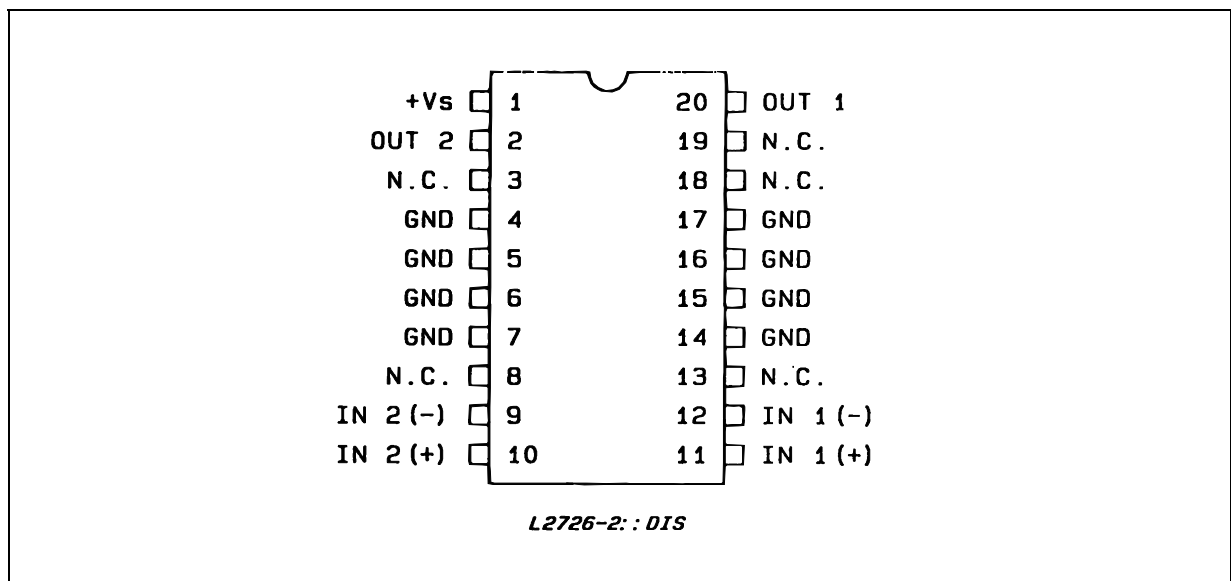 +Vs 1 20 OUT 1
OUT 2 2 19 N.C.
N.C. 3 18 N.C.
GND 4 17 GND
GND 5 16 GND
GND 6 15 GND
GND 7 14 GND
N.C. 8 13 N.C.
IN 2(-) 9 12 IN 1(-)
IN 2(+) 10 11 IN 1(+)
L2726-2::DIS